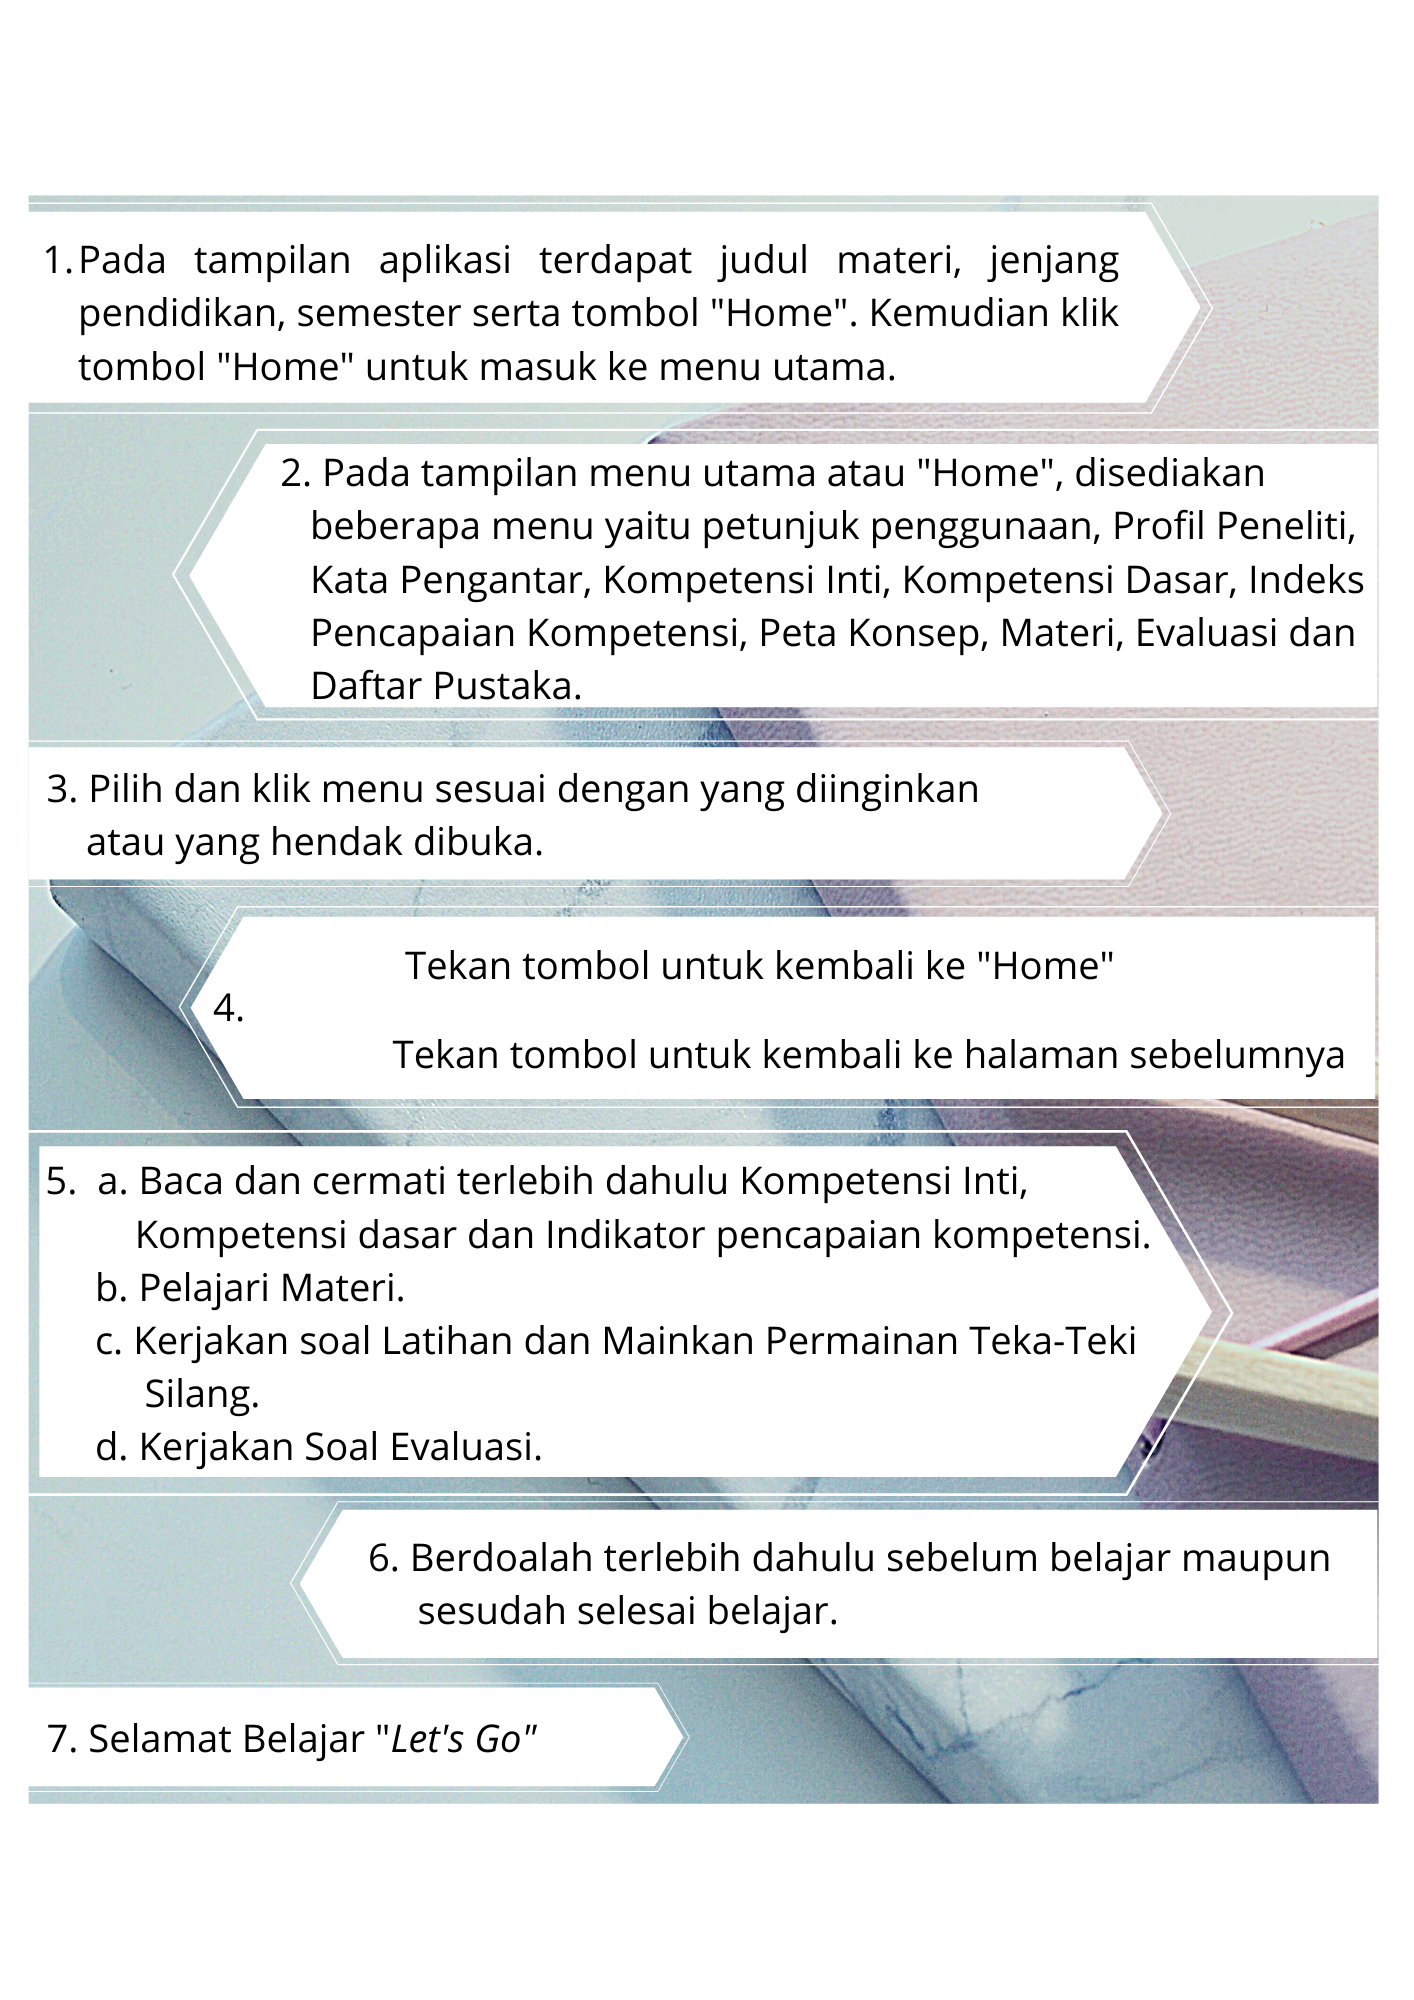 1. Pada tampilan aplikasi terdapat judul materi, jenjang
pendidikan, semester serta tombol "Home". Kemudian klik
tombol "Home" untuk masuk ke menu utama.
2. Pada tampilan menu utama atau "Home", disediakan
beberapa menu yaitu petunjuk penggunaan, Profil Peneliti,
Kata Pengantar, Kompetensi Inti, Kompetensi Dasar, Indeks
Pencapaian Kompetensi, Peta Konsep, Materi, Evaluasi dan
Daftar Pustaka.
3. Pilih dan klik menu sesuai dengan yang diinginkan
atau yang hendak dibuka.
Tekan tombol untuk kembali ke "Home"
4.
Tekan tombol untuk kembali ke halaman sebelumnya
5. a. Baca dan cermati terlebih dahulu Kompetensi Inti,
Kompetensi dasar dan Indikator pencapaian kompetensi.
b. Pelajari Materi.
c. Kerjakan soal Latihan dan Mainkan Permainan Teka-Teki
Silang.
d. Kerjakan Soal Evaluasi.
6. Berdoalah terlebih dahulu sebelum belajar maupun
sesudah selesai belajar.
7. Selamat Belajar "Let's Go"